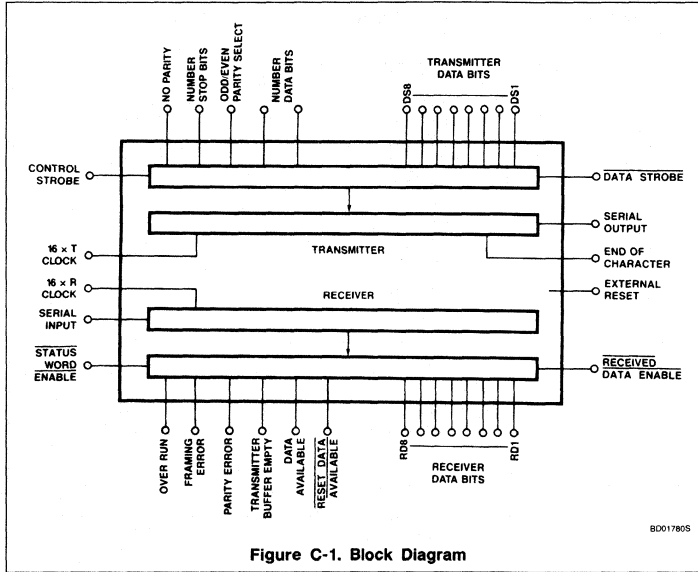 NO PARITY
NUMBER
STOP BITS
ODD/EVEN
PARITY SELECT
NUMBER
DATA BITS
TRANSMITTER
DATA BITS
DS8
DS1
CONTROL
STROBE
DATA STROBE
SERIAL
OUTPUT
16 × T
CLOCK
TRANSMITTER
END OF
CHARACTER
16 × R
CLOCK
RECEIVER
EXTERNAL
RESET
SERIAL
INPUT
STATUS
WORD
ENABLE
RECEIVED
DATA ENABLE
OVER RUN
FRAMING
ERROR
PARITY ERROR
TRANSMITTER
BUFFER EMPTY
DATA
AVAILABLE
RESET DATA
AVAILABLE
RD8
RECEIVER
DATA BITS
RD1
BD01780S
Figure C-1. Block Diagram